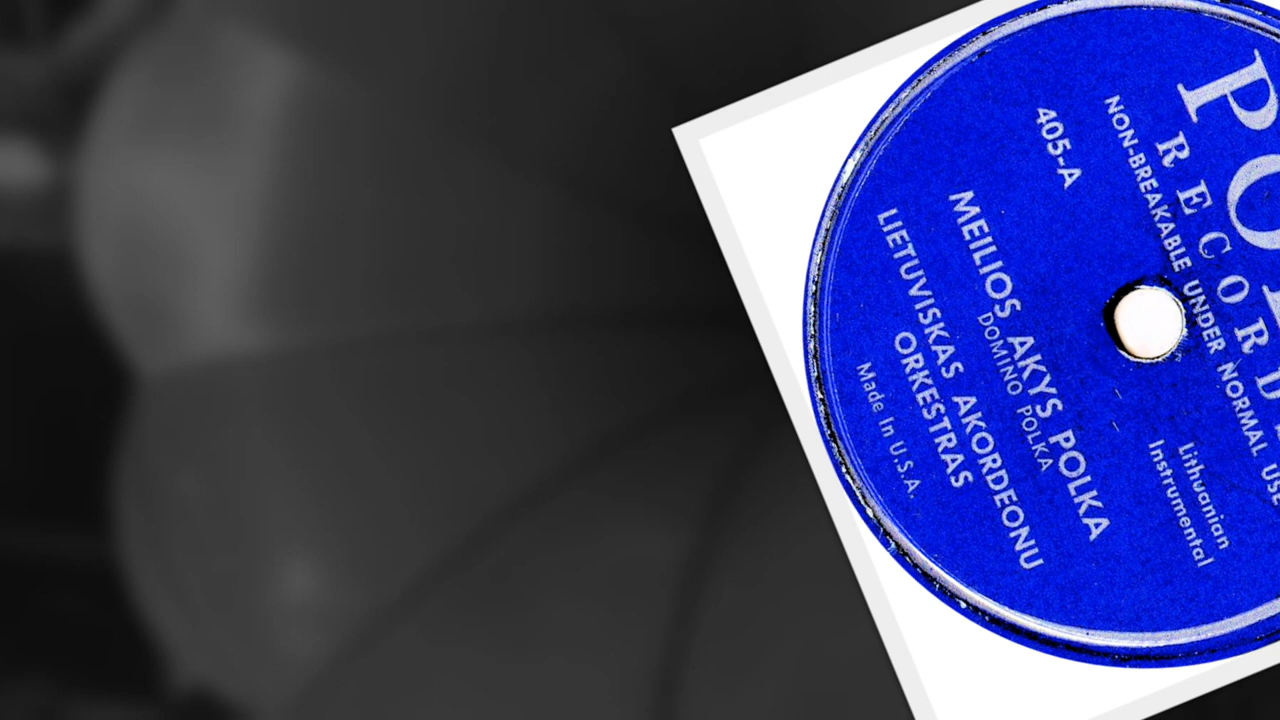 RECORD
NON-BREAKABLE UNDER NORMAL USE
405-A
Lithuanian
Instrumental
MEILIOS AKYS POLKA
DOMINO POLKA
LIETUVISKAS AKORDEONU
ORKESTRAS
Made In U.S.A.